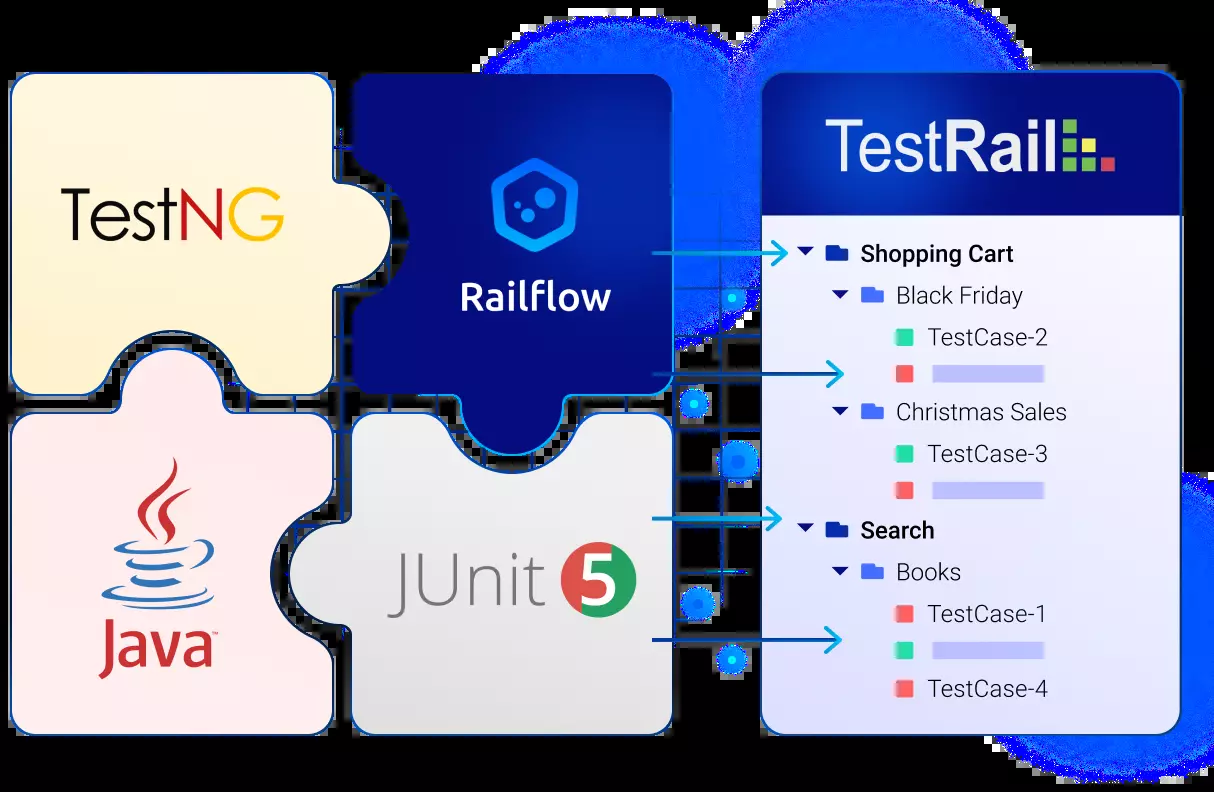 TestNG
Railflow
Java™
JUnit 5
TestRail
Shopping Cart
Black Friday
TestCase-2
Christmas Sales
TestCase-3
Search
Books
TestCase-1
TestCase-4